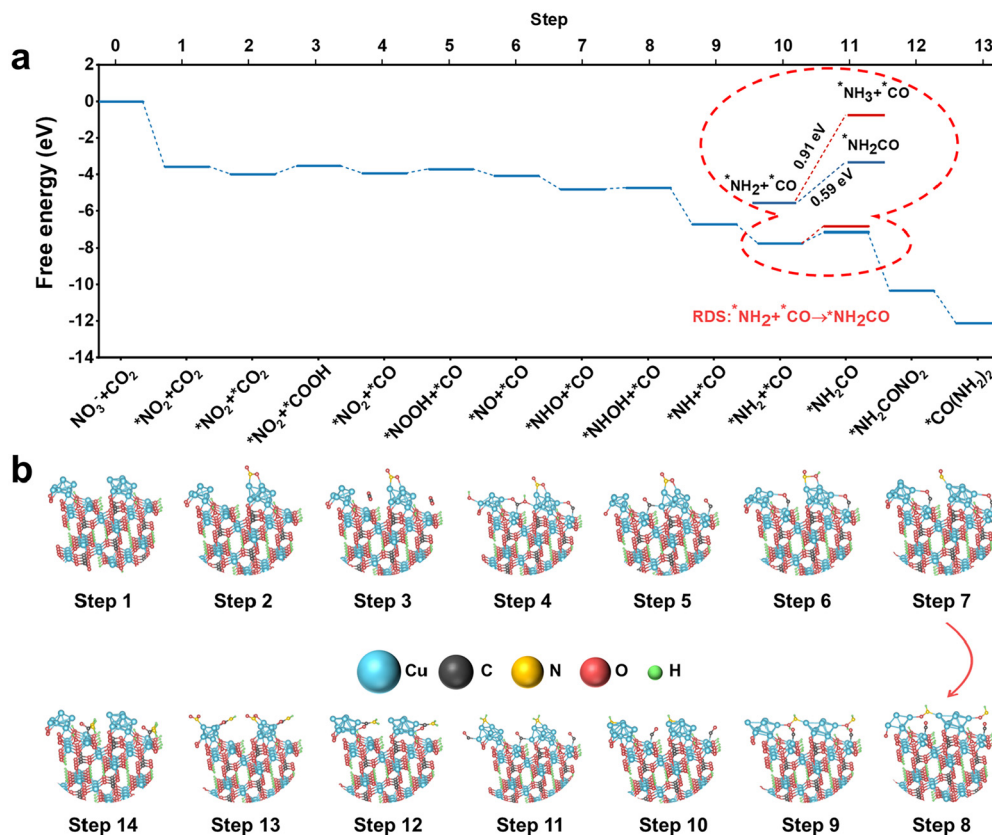 Step
0 1 2 3 4 5 6 7 8 9 10 11 12 13
a
Free energy (eV)
2
0
-2
-4
-6
-8
-10
-12
-14
*NH₃+*CO
0.91 eV
*NH₂CO
*NH₂+*CO
0.59 eV
RDS:*NH₂+*CO→*NH₂CO
NO₃⁻+CO₂
*NO₂+CO₂
*NO₂+*CO₂
*NO₂+*COOH
*NO₂+*CO
*NOOH+*CO
*NO+*CO
*NHO+*CO
*NHOH+*CO
*NH+*CO
*NH₂+*CO
*NH₂CO
*NH₂CONO₂
*CO(NH₂)₂
b
Step 1 Step 2 Step 3 Step 4 Step 5 Step 6 Step 7
Cu C N O H
Step 14 Step 13 Step 12 Step 11 Step 10 Step 9 Step 8